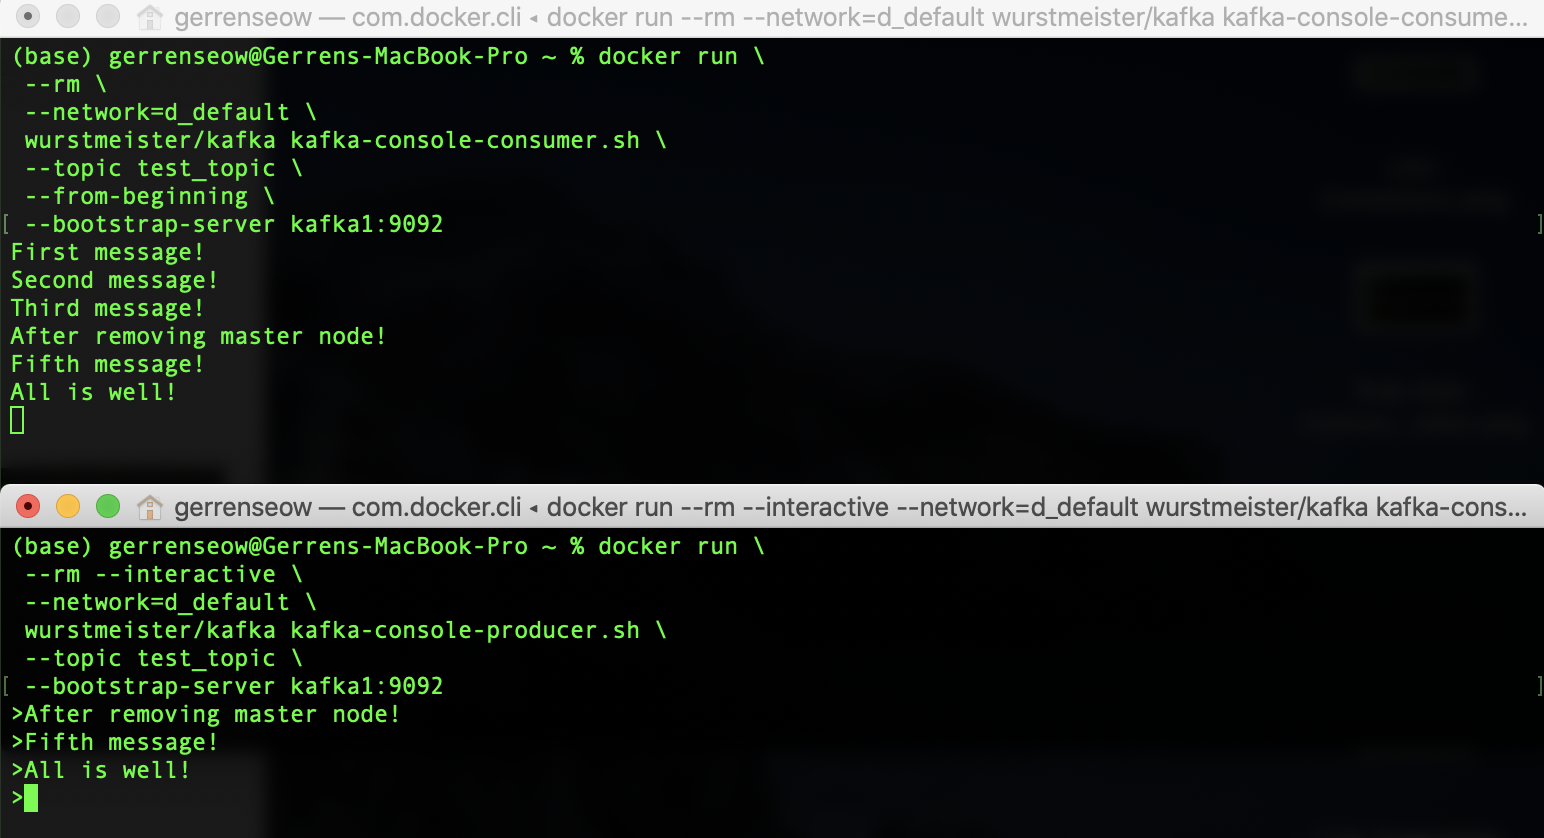 gerrenseow — com.docker.cli ◂ docker run --rm --network=d_default wurstmeister/kafka kafka-console-consume...
(base) gerrenseow@Gerrens-MacBook-Pro ~ % docker run \
--rm \
--network=d_default \
wurstmeister/kafka kafka-console-consumer.sh \
--topic test_topic \
--from-beginning \
[ --bootstrap-server kafka1:9092 ]
First message!
Second message!
Third message!
After removing master node!
Fifth message!
All is well!
gerrenseow — com.docker.cli ◂ docker run --rm --interactive --network=d_default wurstmeister/kafka kafka-cons...
(base) gerrenseow@Gerrens-MacBook-Pro ~ % docker run \
--rm --interactive \
--network=d_default \
wurstmeister/kafka kafka-console-producer.sh \
--topic test_topic \
[ --bootstrap-server kafka1:9092 ]
>After removing master node!
>Fifth message!
>All is well!
>